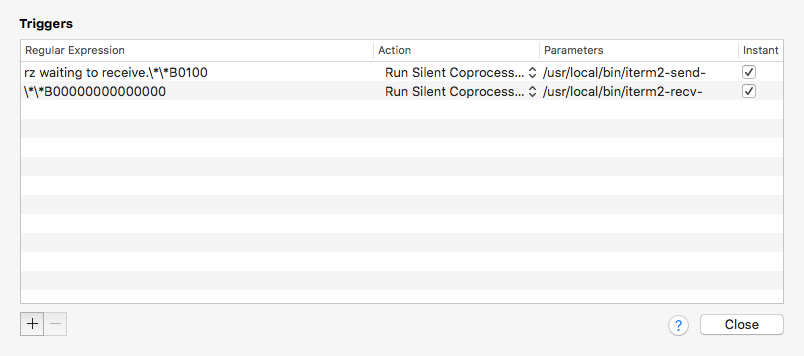 Triggers
Regular Expression Action Parameters Instant
rz waiting to receive.\*\*B0100 Run Silent Coprocess... /usr/local/bin/iterm2-send-
\*\*B00000000000000 Run Silent Coprocess... /usr/local/bin/iterm2-recv-
+ −
? Close